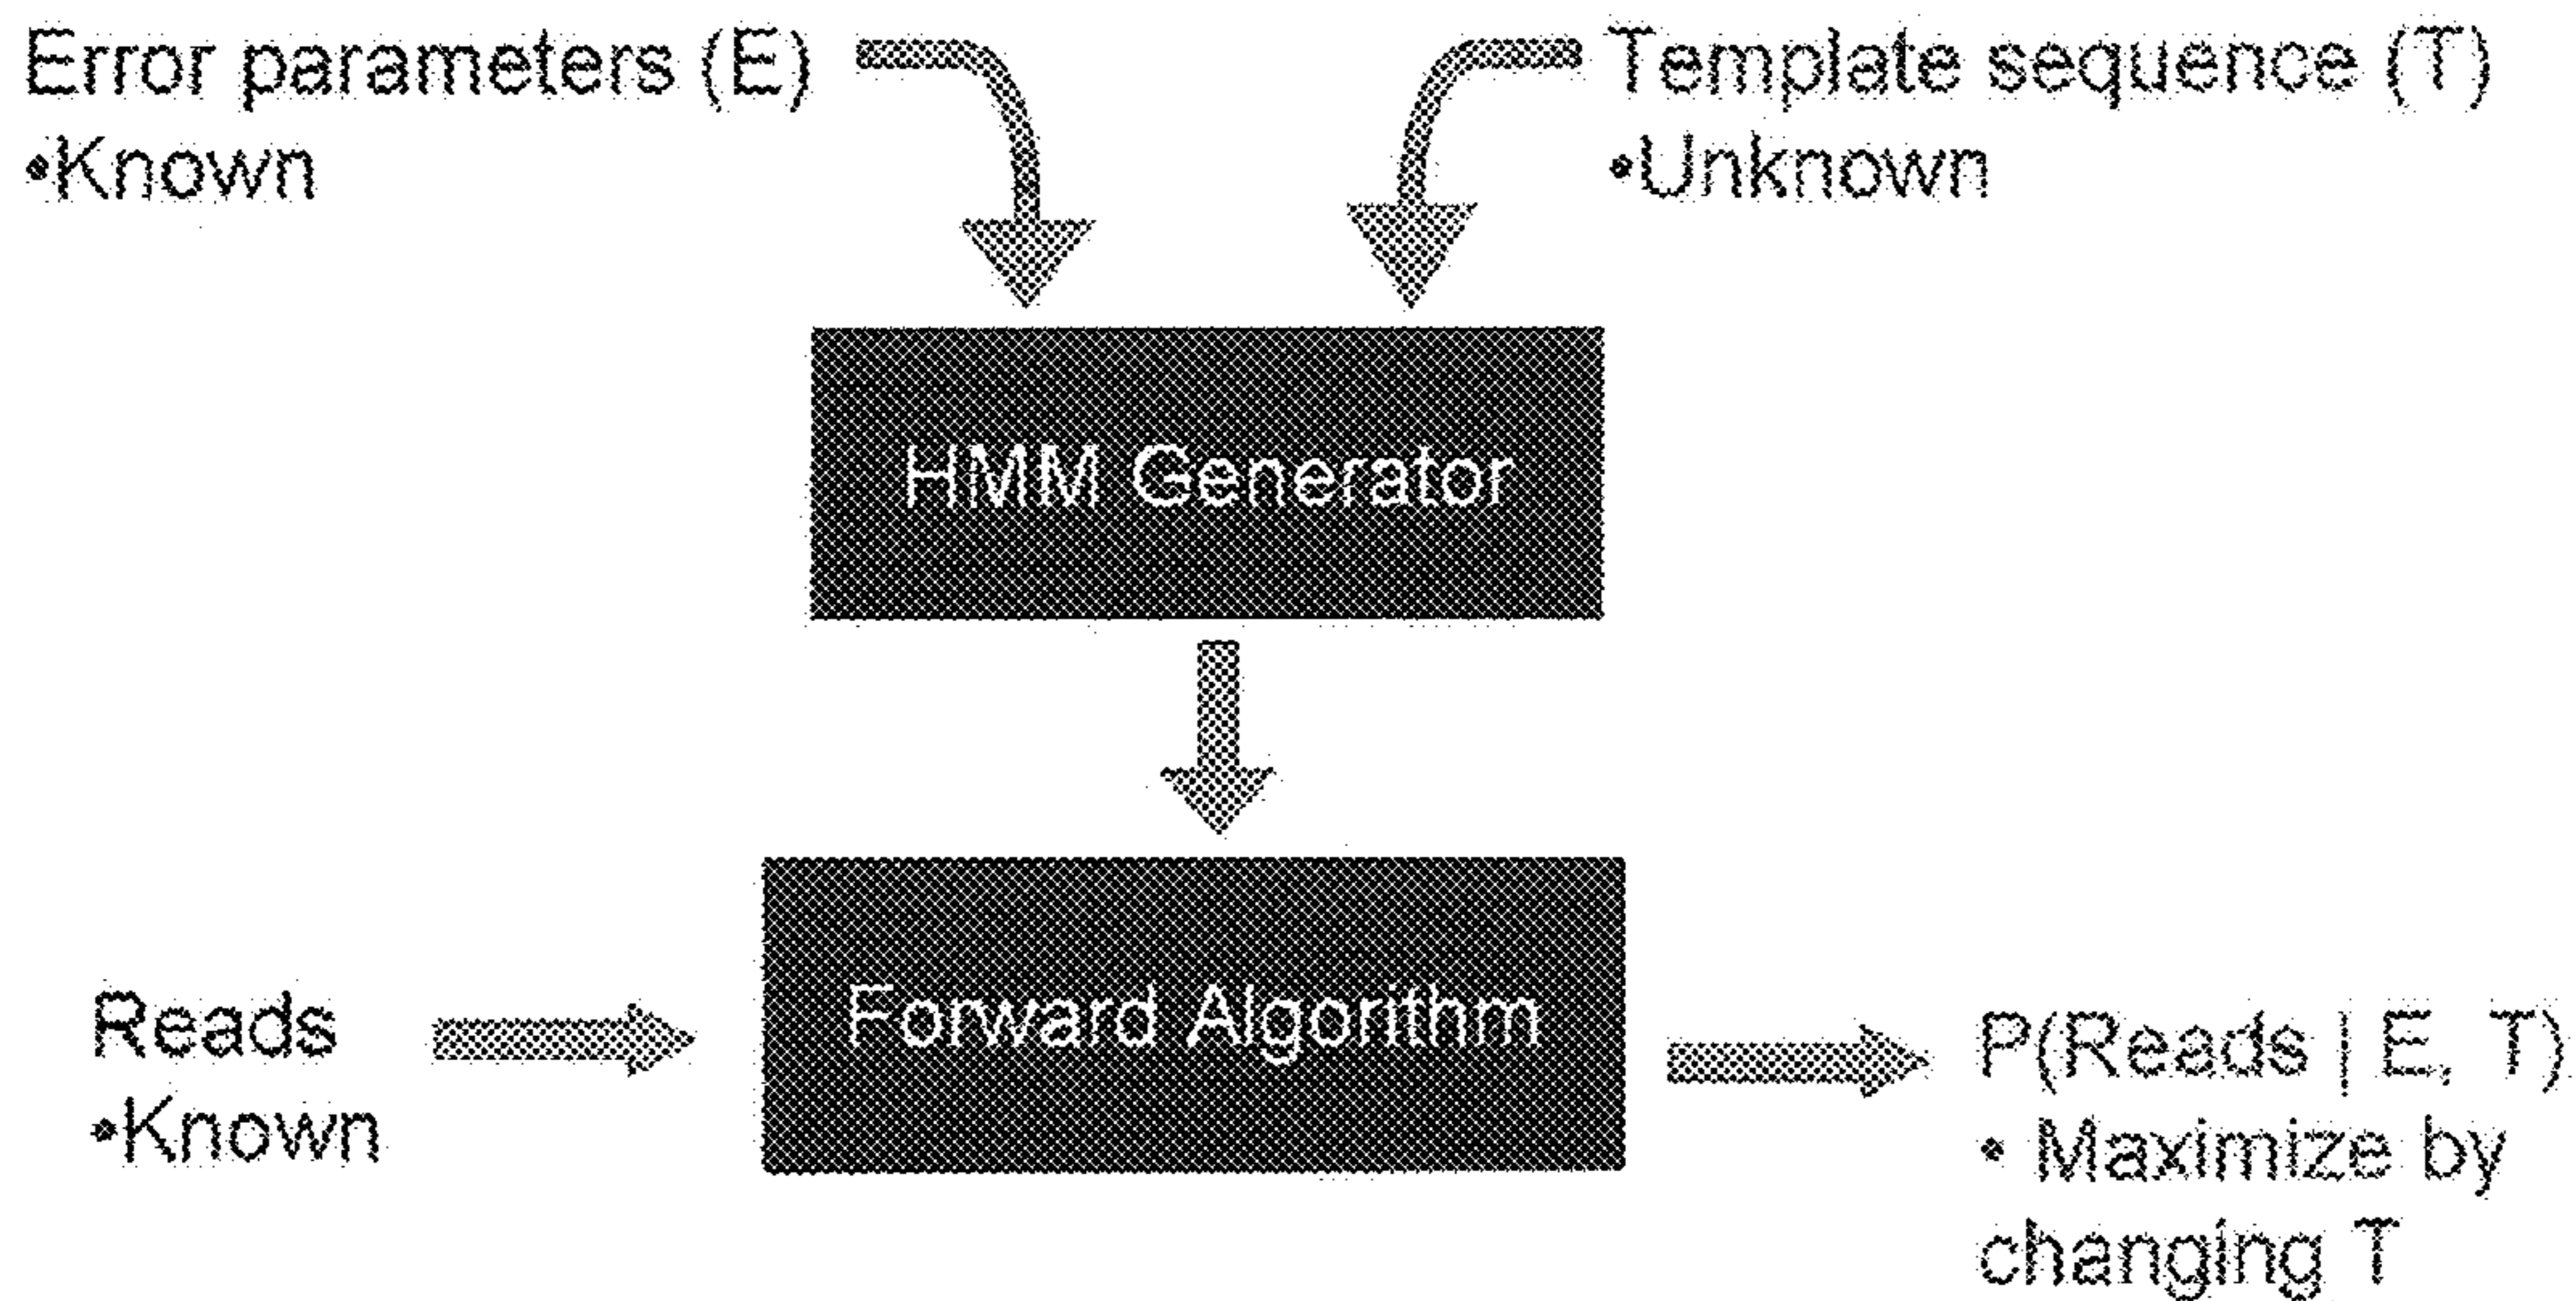 Error parameters (E)
•Known
Template sequence (T)
•Unknown
HMM Generator
Forward Algorithm
Reads
•Known
P(Reads | E, T)
• Maximize by
changing T